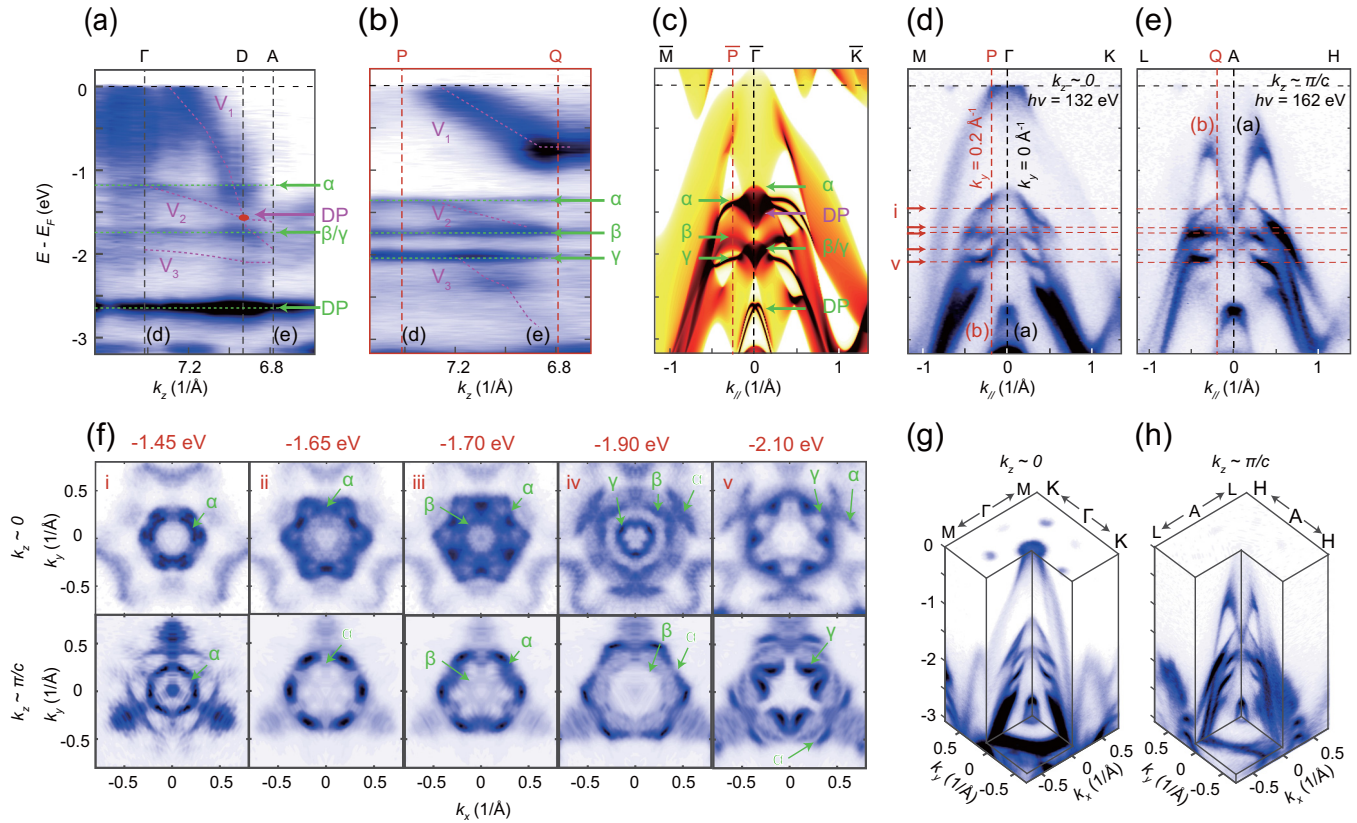 (a)
Γ D A
0
-1
-2
-3
E - E_F (eV)
V₁
V₂
V₃
α
DP
β/γ
DP
(d) (e)
7.2 6.8
k_z (1/Å)
(b)
P Q
V₁
V₂
V₃
α
β
γ
(d) (e)
7.2 6.8
k_z (1/Å)
(c)
M̅ P̅ Γ̅ K̅
α
β
γ
α
DP
β/γ
DP
-1 0 1
k_// (1/Å)
(d)
M P Γ K
k_z ~ 0
hν = 132 eV
k_y = 0.2 Å⁻¹
k_y = 0 Å⁻¹
i
v
(b) (a)
-1 0 1
k_// (1/Å)
(e)
L Q A H
k_z ~ π/c
hν = 162 eV
(b) (a)
-1 0 1
k_// (1/Å)
(f)
-1.45 eV -1.65 eV -1.70 eV -1.90 eV -2.10 eV
k_z ~ 0
k_y (1/Å)
0.5
0
-0.5
i α
ii α
iii β α
iv γ β α
v γ α
k_z ~ π/c
k_y (1/Å)
0.5
0
-0.5
α
α
β α
β α
γ α
-0.5 0 0.5 -0.5 0 0.5 -0.5 0 0.5 -0.5 0 0.5 -0.5 0 0.5
k_x (1/Å)
(g)
k_z ~ 0
M K
Γ Γ
M K
0
-1
-2
-3
0.5 0 -0.5
k_y (1/Å)
-0.5 0 0.5
k_x (1/Å)
(h)
k_z ~ π/c
L H
A A
L H
0.5 0 -0.5
k_y (1/Å)
-0.5 0 0.5
k_x (1/Å)